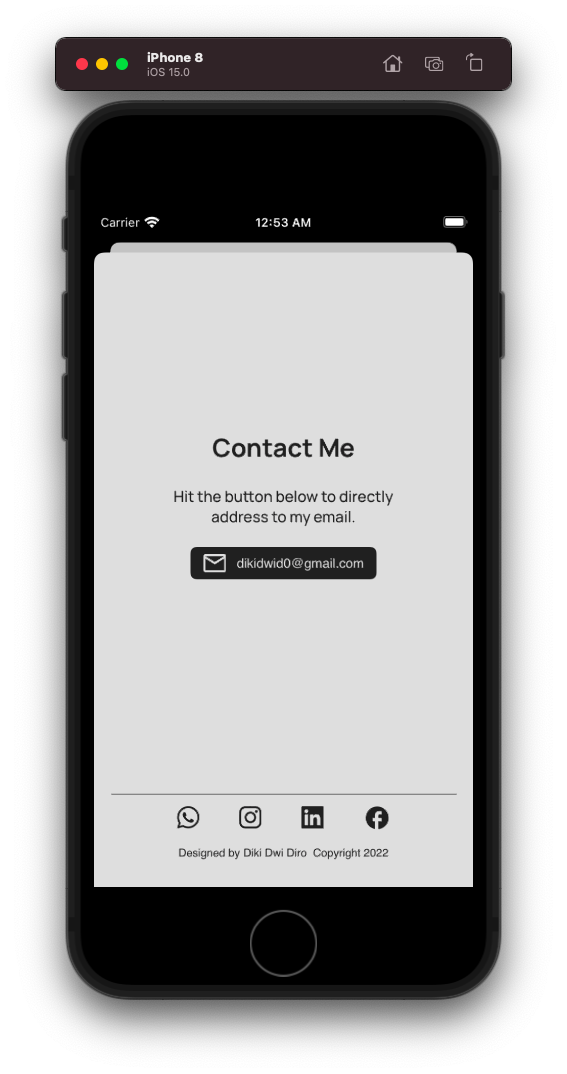 iPhone 8
iOS 15.0
Carrier 12:53 AM
Contact Me
Hit the button below to directly
address to my email.
dikidwid0@gmail.com
in
Designed by Diki Dwi Diro  Copyright 2022